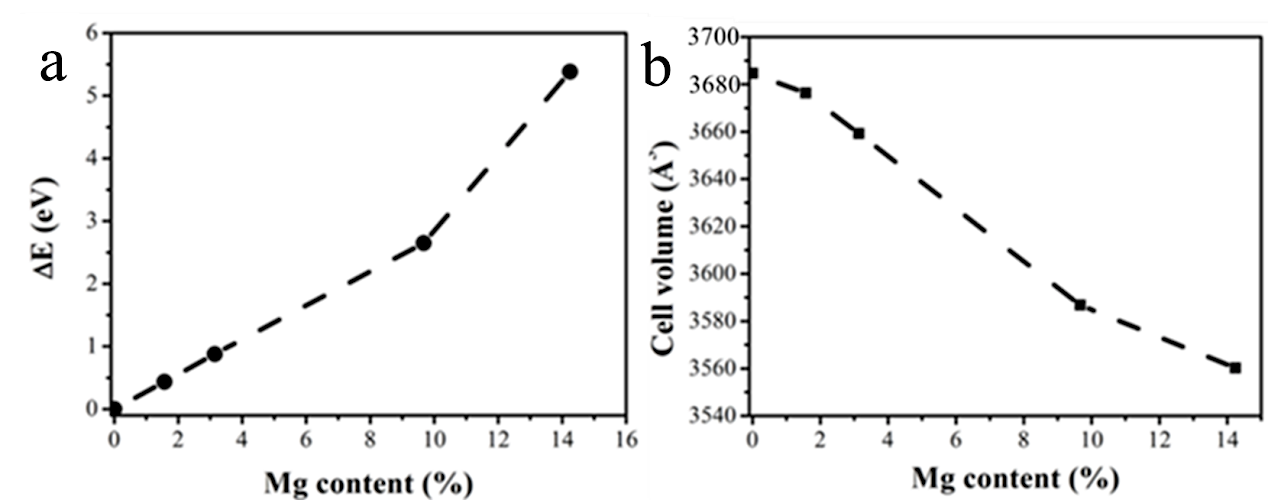 a
6
5
4
3
2
1
0
ΔE (eV)
0 2 4 6 8 10 12 14 16
Mg content (%)
b
3700
3680
3660
3640
3620
3600
3580
3560
3540
Cell volume (Å³)
0 2 4 6 8 10 12 14
Mg content (%)